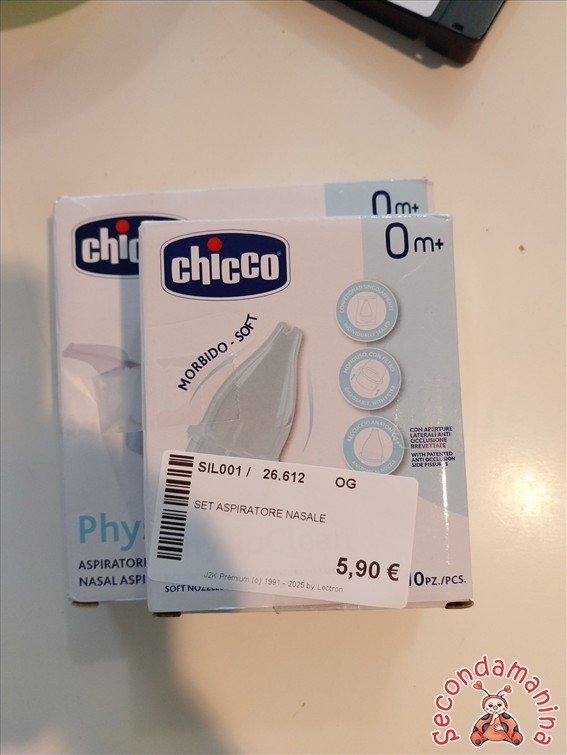 0m+
chicco
0m+
chicco
MORBIDO - SOFT
CON APERTURE
LATERALI ANTI
OCCLUSIONE
BREVETTATE
WITH PATENTED
ANTI OCCLUSION
SIDE FISSURES
SIL001 / 26.612 OG
SET ASPIRATORE NASALE
5,90 €
J2K Premium (c) 1991 - 2025 by Leotron
Phy
ASPIRATORE
NASAL ASPI
SOFT NOZZLE
10 PZ./PCS.
Secondamanina